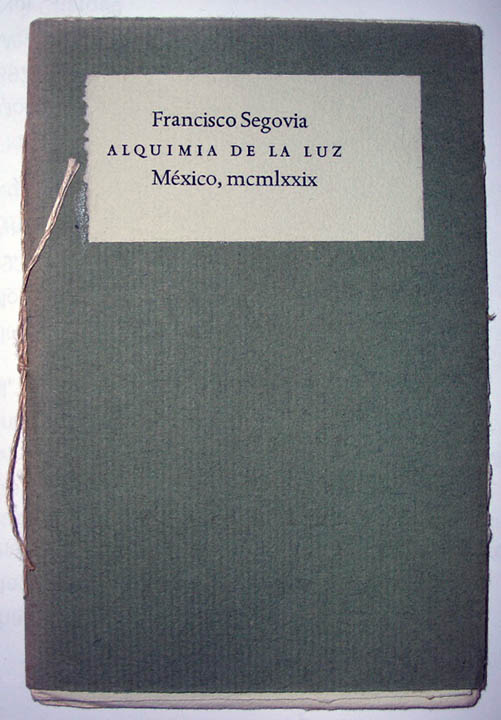 Francisco Segovia
ALQUIMIA DE LA LUZ
México, mcmlxxix